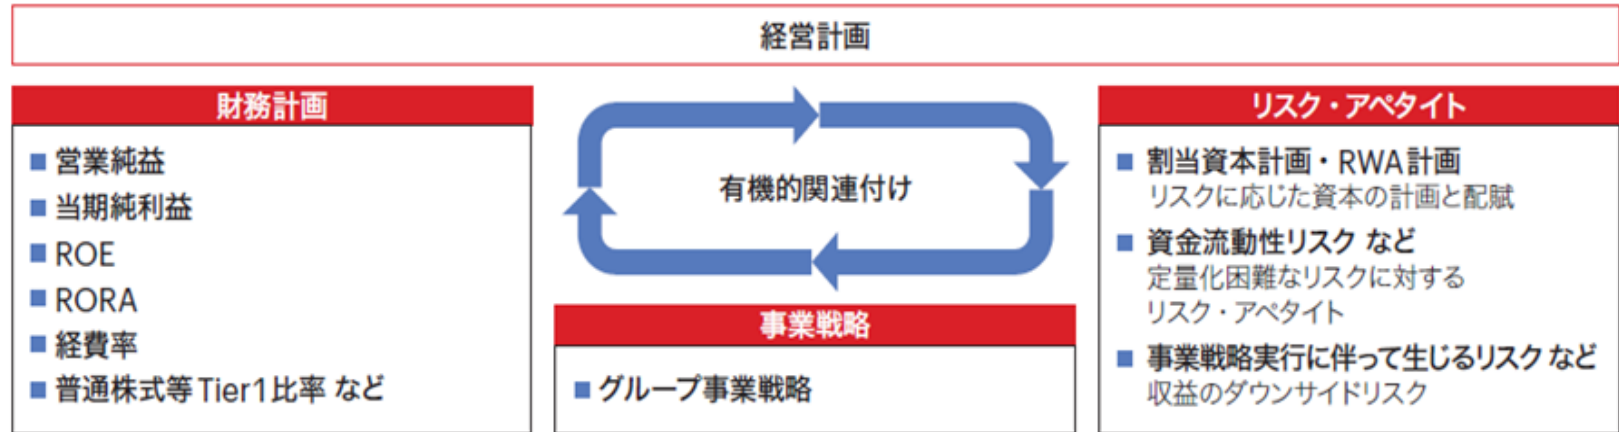 経営計画
財務計画
営業純益
当期純利益
ROE
RORA
経費率
普通株式等Tier1比率 など
有機的関連付け
事業戦略
グループ事業戦略
リスク・アペタイト
割当資本計画・RWA計画
リスクに応じた資本の計画と配賦
資金流動性リスク など
定量化困難なリスクに対する
リスク・アペタイト
事業戦略実行に伴って生じるリスク など
収益のダウンサイドリスク